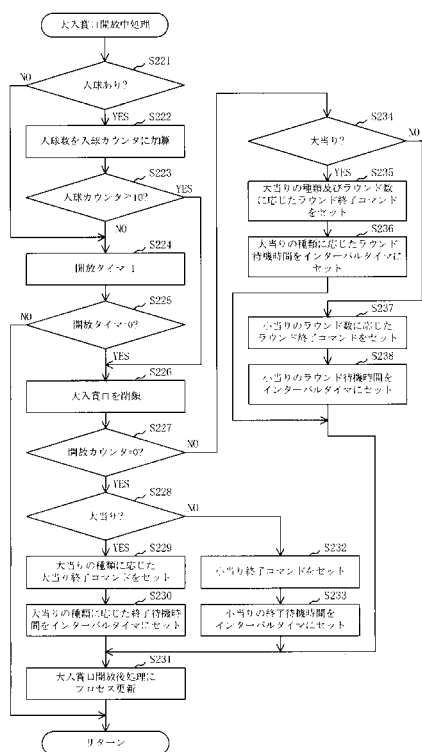 大入賞口開放中処理
S221
入球あり?
NO
YES
S222
入球数を入球カウンタに加算
S223
入球カウンタ≥10?
YES
NO
S224
開放タイマ-1
S225
開放タイマ=0?
NO
YES
S226
大入賞口を閉鎖
S227
開放カウンタ=0?
NO
YES
S228
大当り?
NO
YES
S229
大当りの種類に応じた
大当り終了コマンドをセット
S230
大当りの種類に応じた終了待機時
間をインターバルタイマにセット
S232
小当り終了コマンドをセット
S233
小当りの終了待機時間を
インターバルタイマにセット
S231
大入賞口開放後処理に
プロセス更新
リターン
S234
大当り?
NO
YES
S235
大当りの種類及びラウンド数
に応じたラウンド終了コマンド
をセット
S236
大当りの種類に応じたラウンド
待機時間をインターバルタイマに
セット
S237
小当りのラウンド数に応じた
ラウンド終了コマンドをセット
S238
小当りのラウンド待機時間を
インターバルタイマにセット